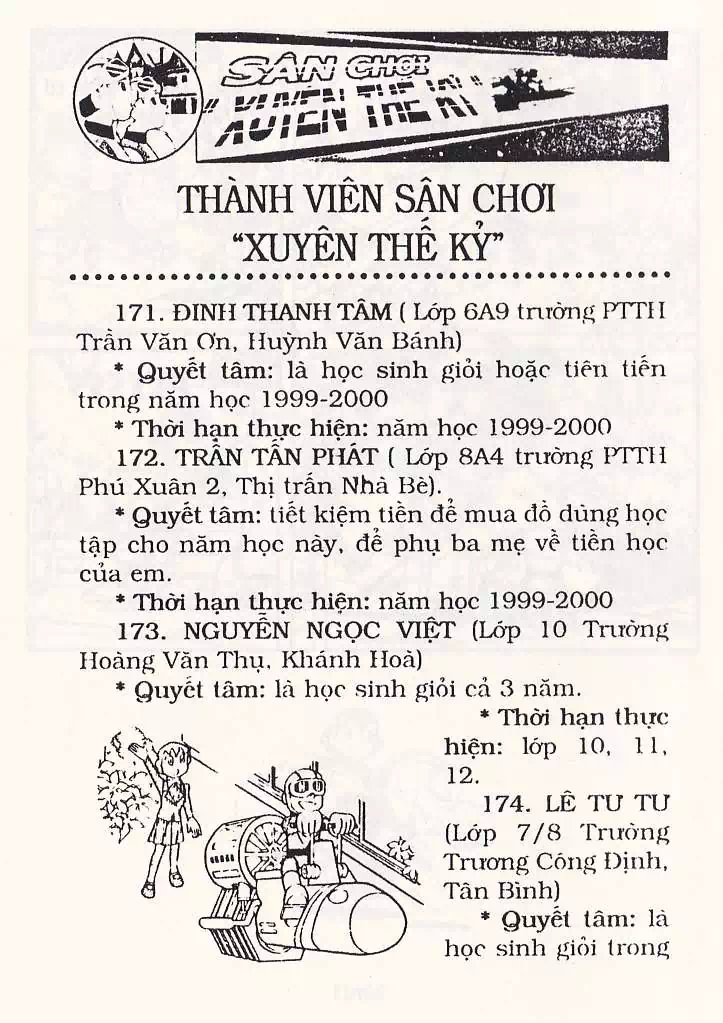 SÂN CHƠI
"XUYÊN THẾ KỶ"
THÀNH VIÊN SÂN CHƠI
“XUYÊN THẾ KỶ”
171. ĐINH THANH TÂM ( Lớp 6A9 trường PTTH
Trần Văn Ơn, Huỳnh Văn Bánh)
* Quyết tâm: là học sinh giỏi hoặc tiên tiến
trong năm học 1999-2000
* Thời hạn thực hiện: năm học 1999-2000
172. TRẦN TẤN PHÁT ( Lớp 8A4 trường PTTH
Phú Xuân 2, Thị trấn Nhà Bè).
* Quyết tâm: tiết kiệm tiền để mua đồ dùng học
tập cho năm học này, để phụ ba mẹ về tiền học
của em.
* Thời hạn thực hiện: năm học 1999-2000
173. NGUYỄN NGỌC VIỆT (Lớp 10 Trường
Hoàng Văn Thụ, Khánh Hoà)
* Quyết tâm: là học sinh giỏi cả 3 năm.
* Thời hạn thực
hiện: lớp 10, 11,
12.
174. LÊ TƯ TƯ
(Lớp 7/8 Trường
Trương Công Định,
Tân Bình)
* Quyết tâm: là
học sinh giỏi trong